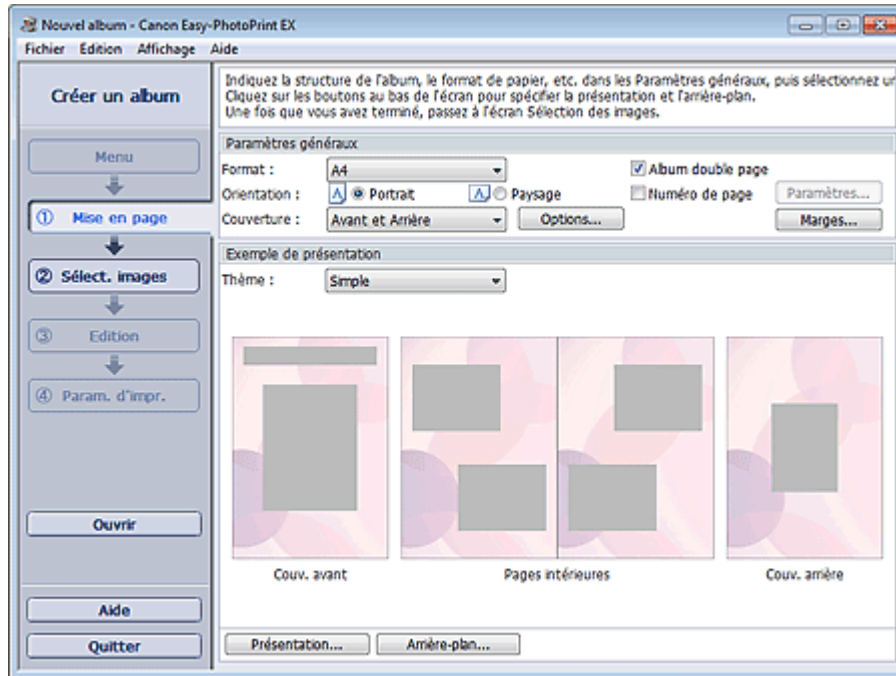 Nouvel album - Canon Easy-PhotoPrint EX
Fichier Edition Affichage Aide
Créer un album
Menu
① Mise en page
② Sélect. images
③ Edition
④ Param. d'impr.
Ouvrir
Aide
Quitter
Indiquez la structure de l'album, le format de papier, etc. dans les Paramètres généraux, puis sélectionnez un
Cliquez sur les boutons au bas de l'écran pour spécifier la présentation et l'arrière-plan.
Une fois que vous avez terminé, passez à l'écran Sélection des images.
Paramètres généraux
Format : A4 Album double page
Orientation : A Portrait A Paysage Numéro de page Paramètres...
Couverture : Avant et Arrière Options... Marges...
Exemple de présentation
Thème : Simple
Couv. avant Pages intérieures Couv. arrière
Présentation... Arrière-plan...